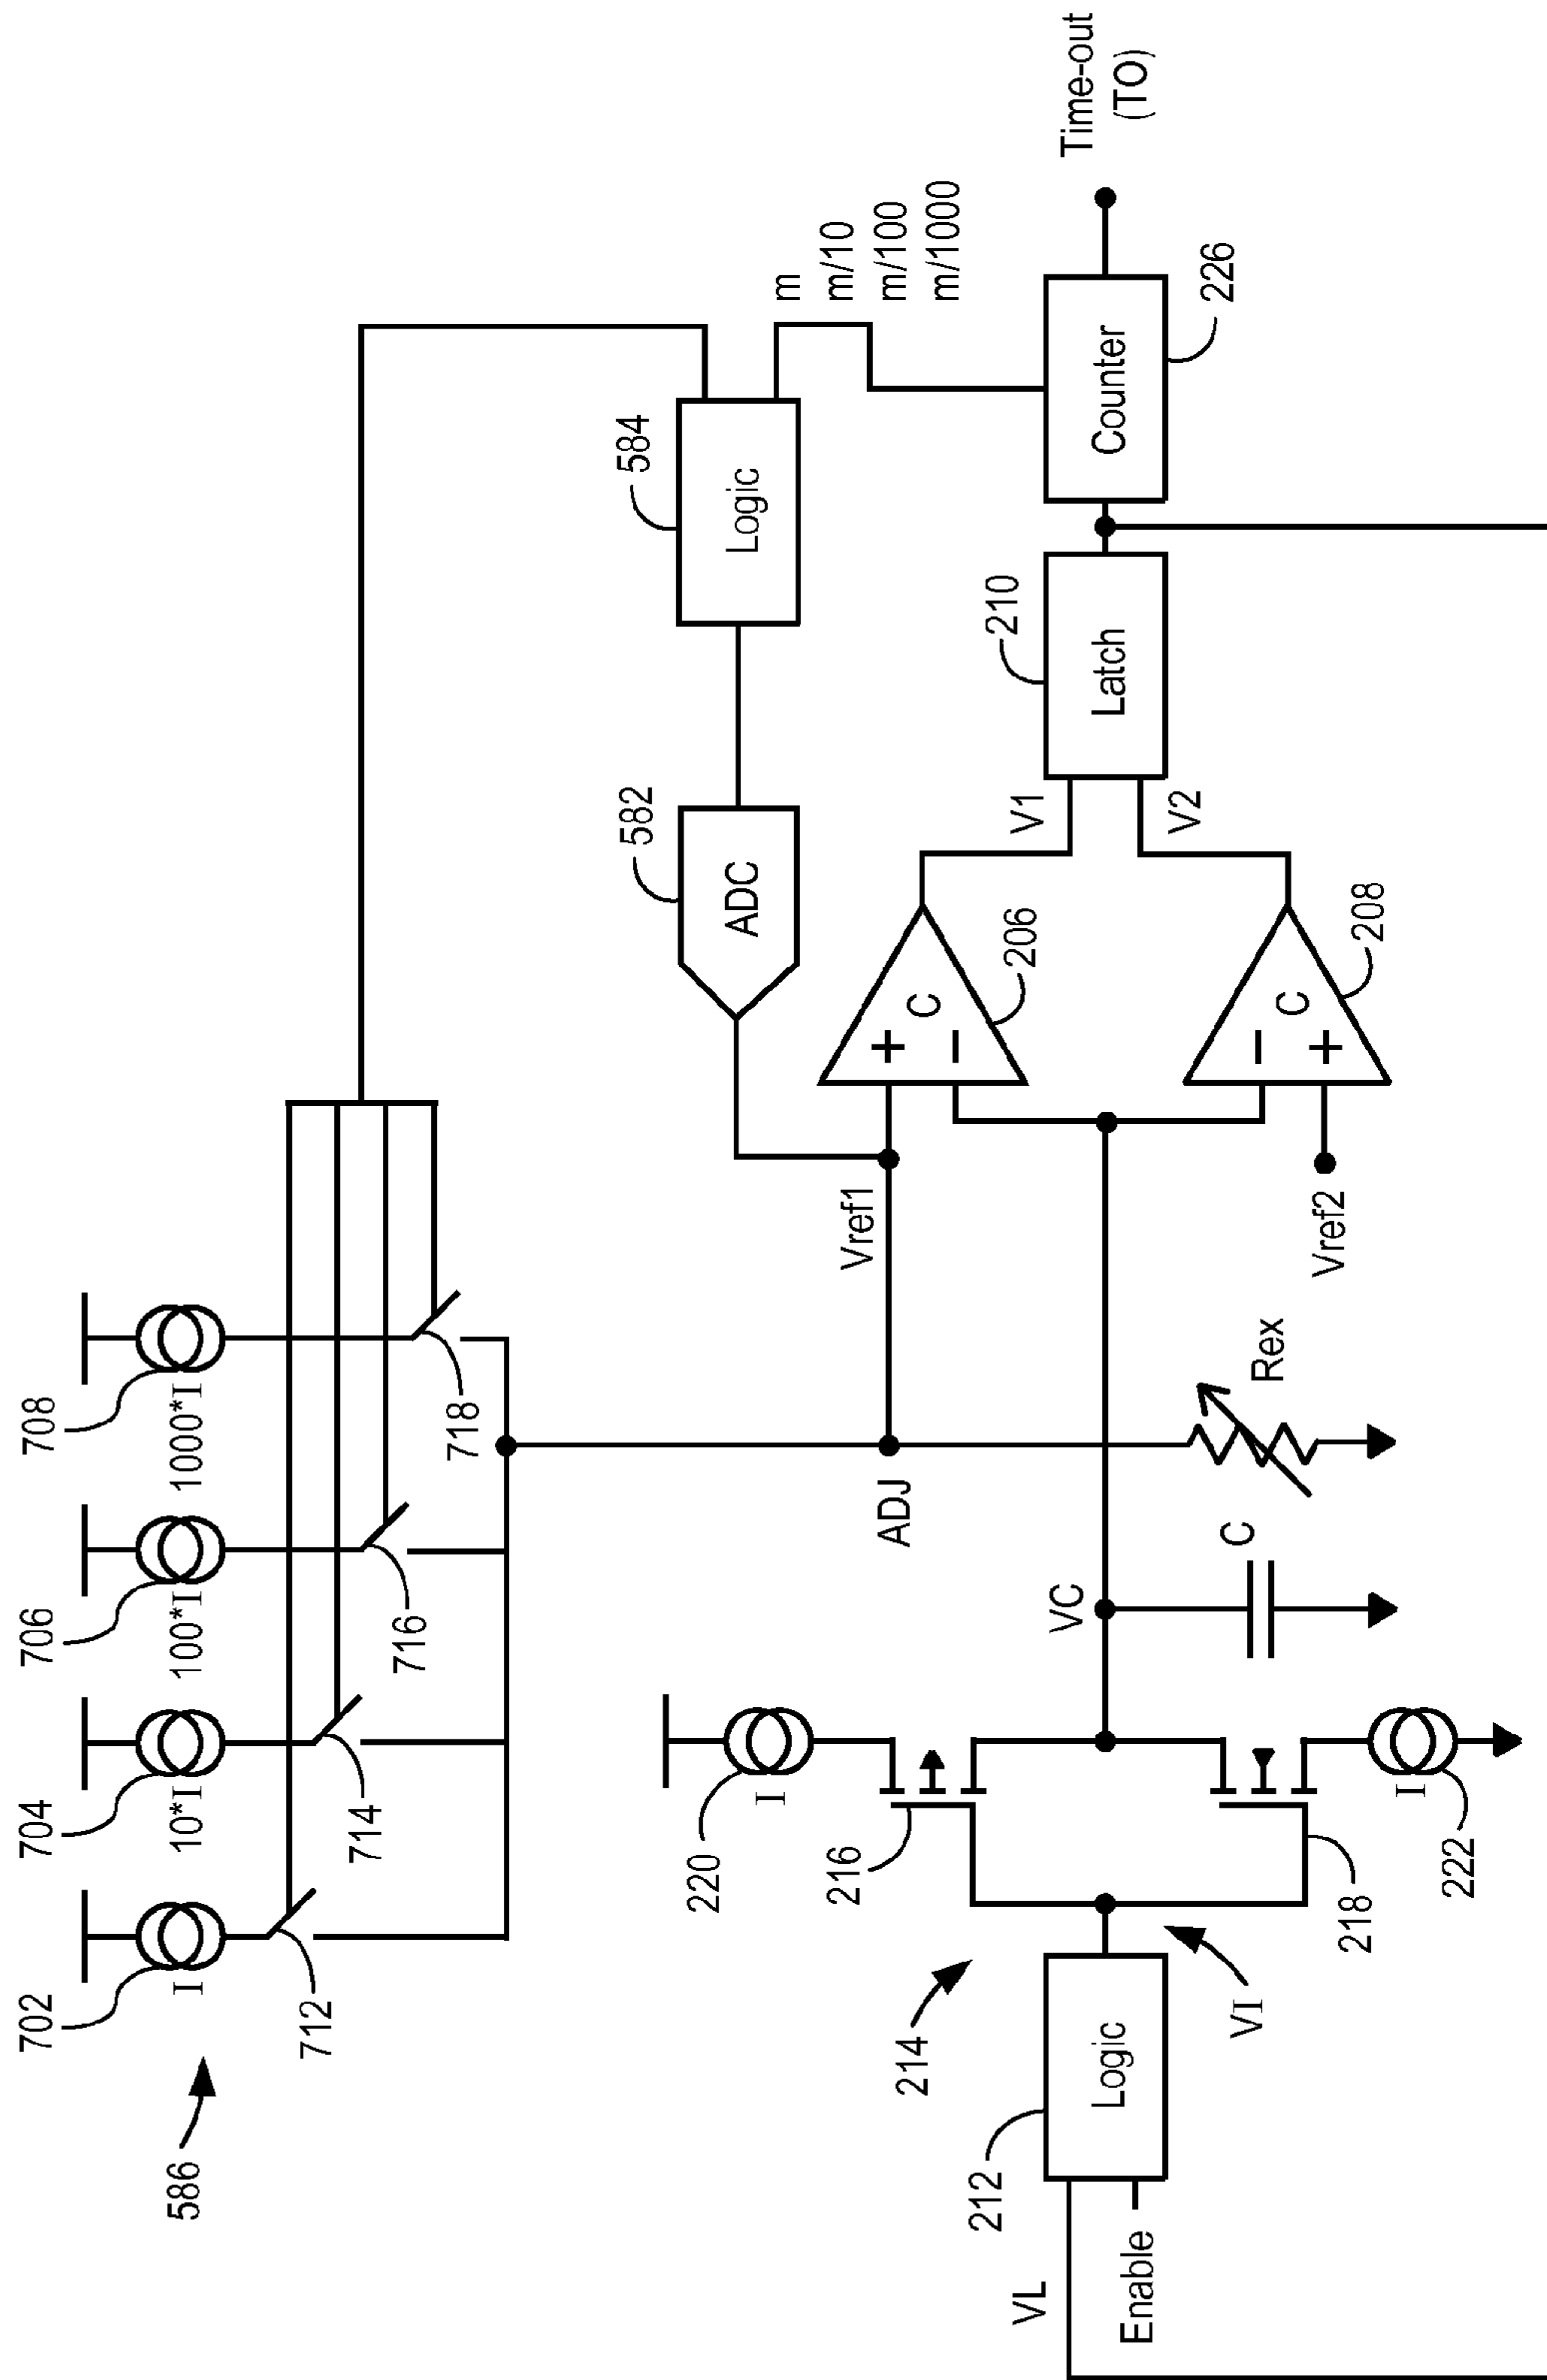 586
702
I
704
10*I
706
100*I
708
1000*I
712
714
716
718
582
ADC
584
Logic
m
m/10
m/100
m/1000
ADJ
Vref1
+
−
C
206
V1
210
Latch
Counter
226
Time-out
(TO)
VL
Enable
212
Logic
214
VI
220
I
216
218
222
I
VC
C
Rex
Vref2
−
+
C
208
V2